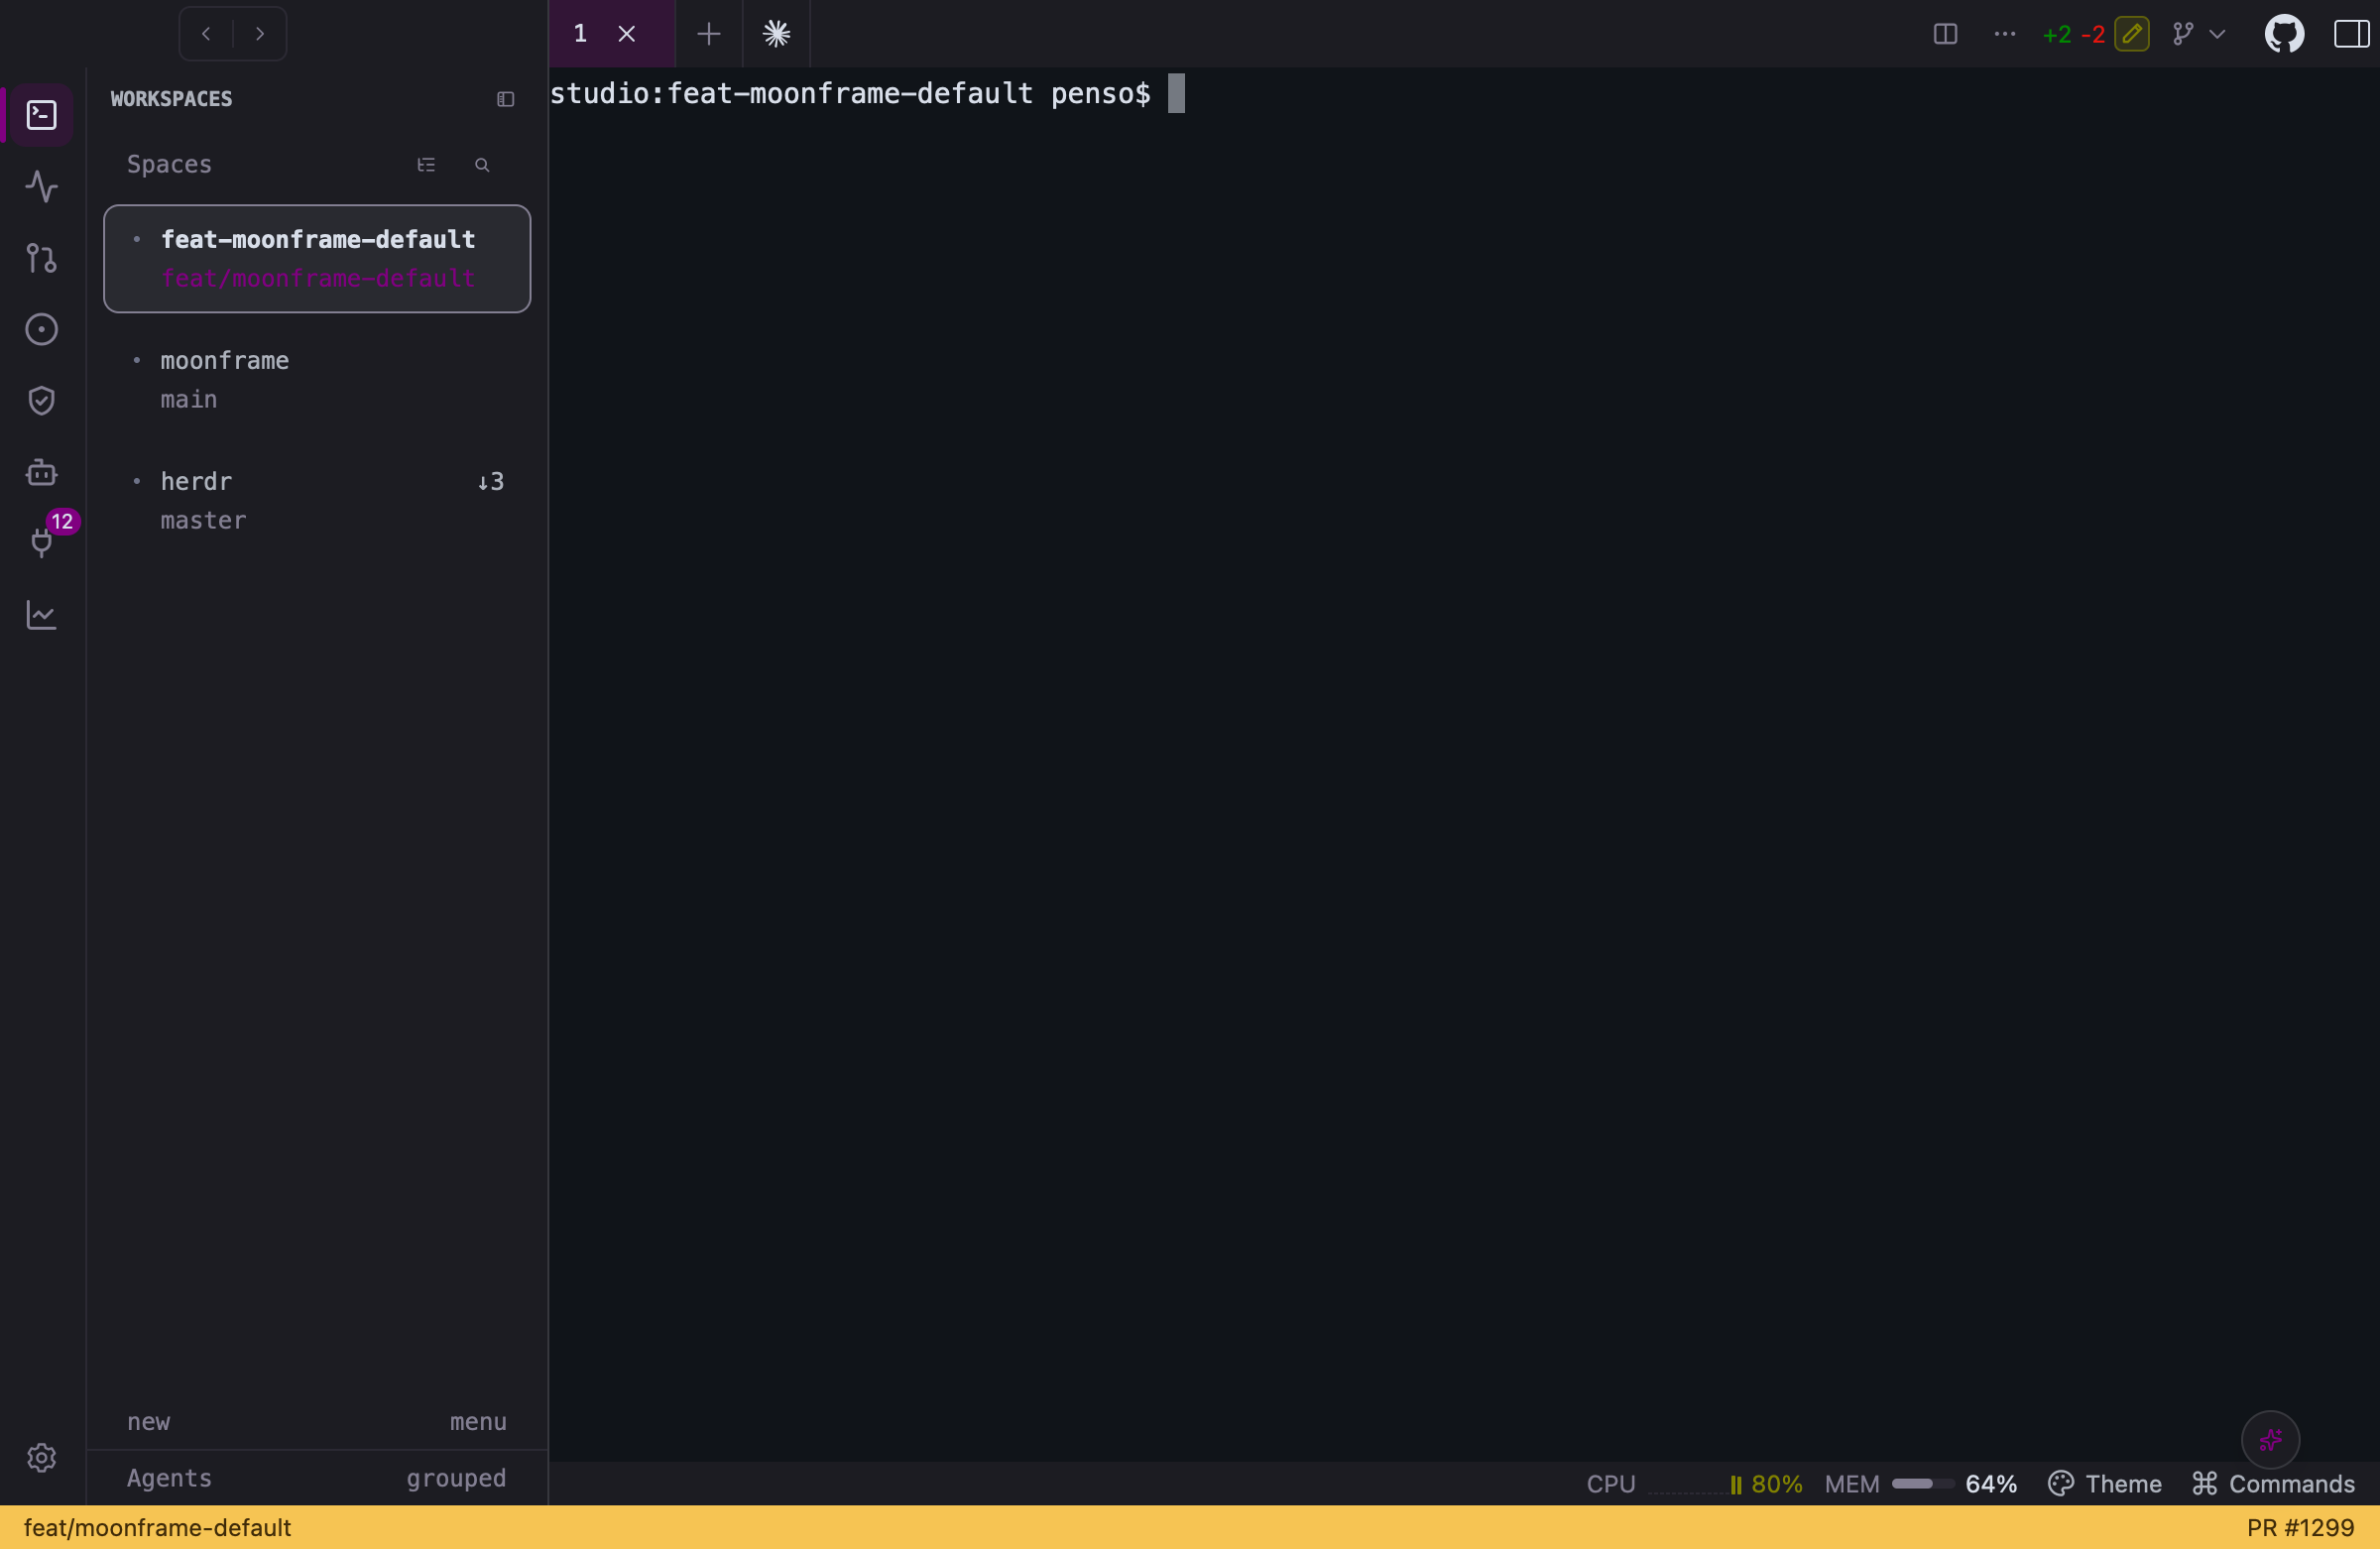 1
+2 -2
WORKSPACES
studio:feat-moonframe-default penso$
Spaces
feat-moonframe-default
feat/moonframe-default
moonframe
main
herdr ↓3
master
12
new menu
Agents grouped
CPU 80% MEM 64% Theme ⌘ Commands
feat/moonframe-default PR #1299